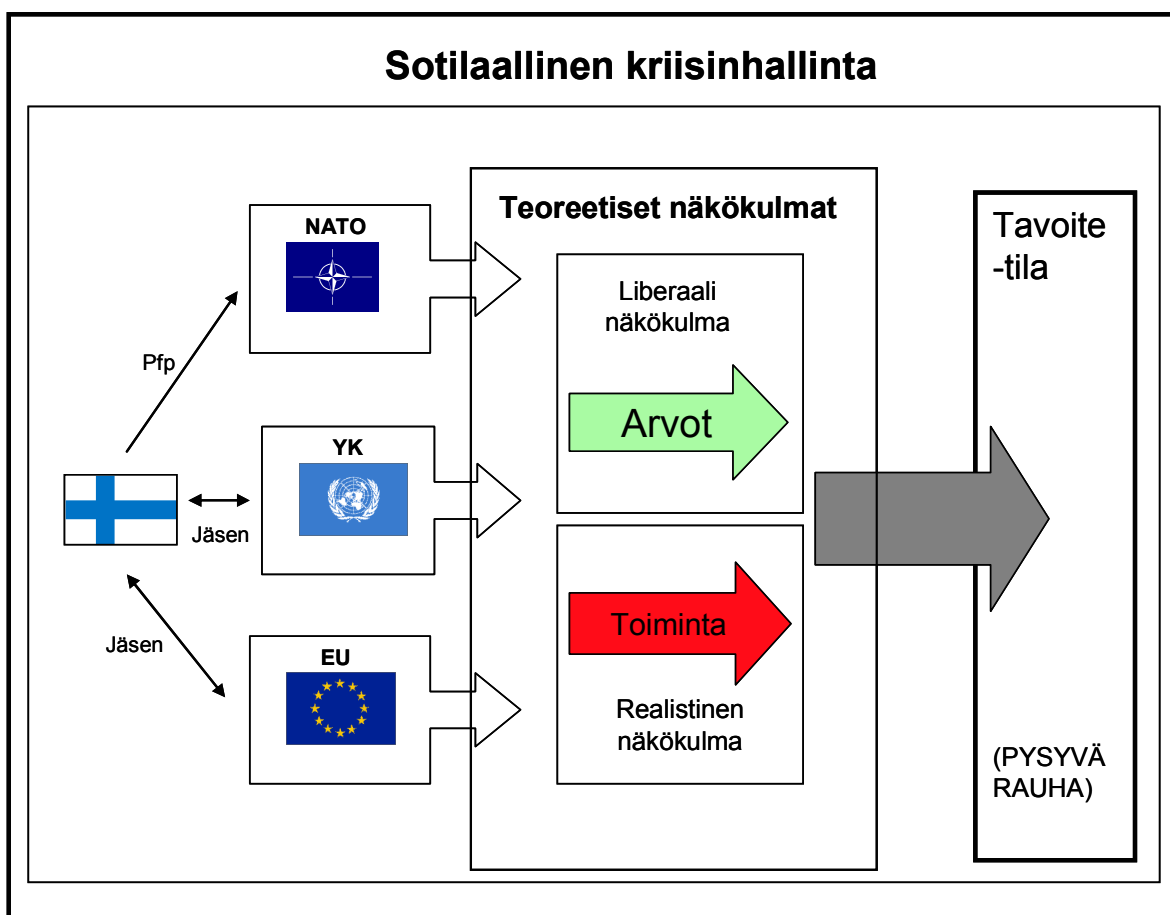 Sotilaallinen kriisinhallinta
NATO
Pfp
YK
Jäsen
EU
Jäsen
Teoreetiset näkökulmat
Liberaali
näkökulma
Arvot
Toiminta
Realistinen
näkökulma
Tavoite
-tila
(PYSYVÄ
RAUHA)